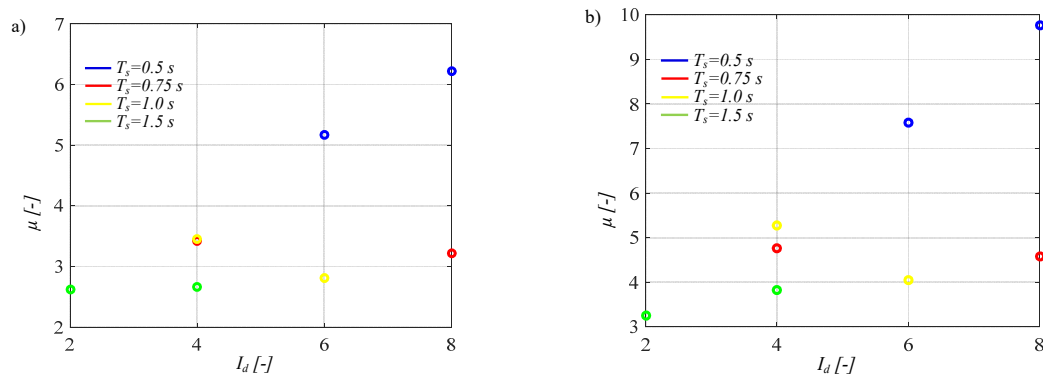 a)
7
6
5
4
3
2
μ [-]
T_s=0.5 s
T_s=0.75 s
T_s=1.0 s
T_s=1.5 s
2 4 6 8
I_d [-]
b)
10
9
8
7
6
5
4
3
μ [-]
T_s=0.5 s
T_s=0.75 s
T_s=1.0 s
T_s=1.5 s
2 4 6 8
I_d [-]